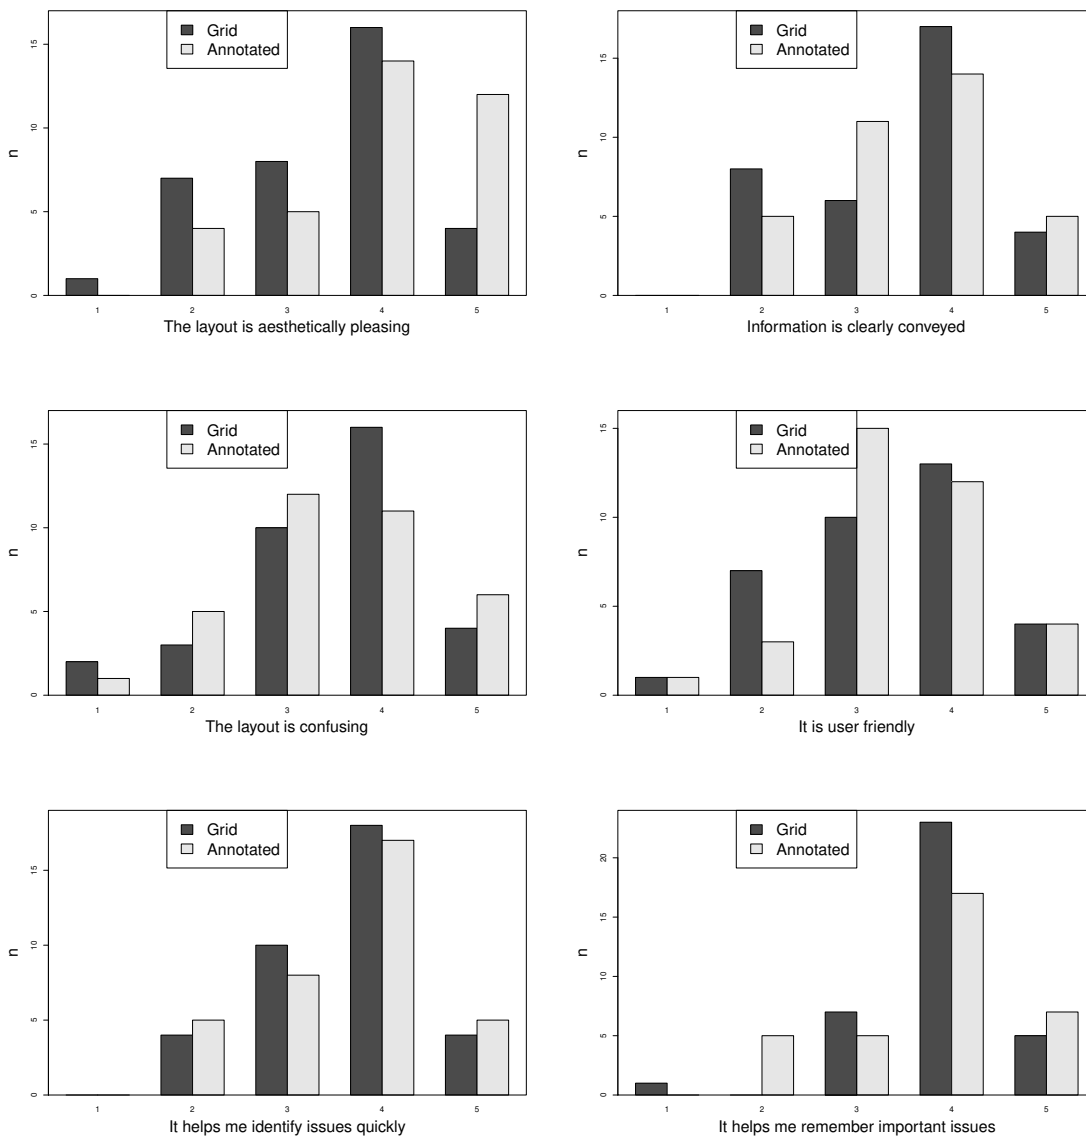 Grid
Annotated
n
15
10
5
0
1 2 3 4 5
The layout is aesthetically pleasing
Grid
Annotated
n
15
10
5
0
1 2 3 4 5
Information is clearly conveyed
Grid
Annotated
n
15
10
5
0
1 2 3 4 5
The layout is confusing
Grid
Annotated
n
15
10
5
0
1 2 3 4 5
It is user friendly
Grid
Annotated
n
15
10
5
0
1 2 3 4 5
It helps me identify issues quickly
Grid
Annotated
n
20
15
10
5
0
1 2 3 4 5
It helps me remember important issues